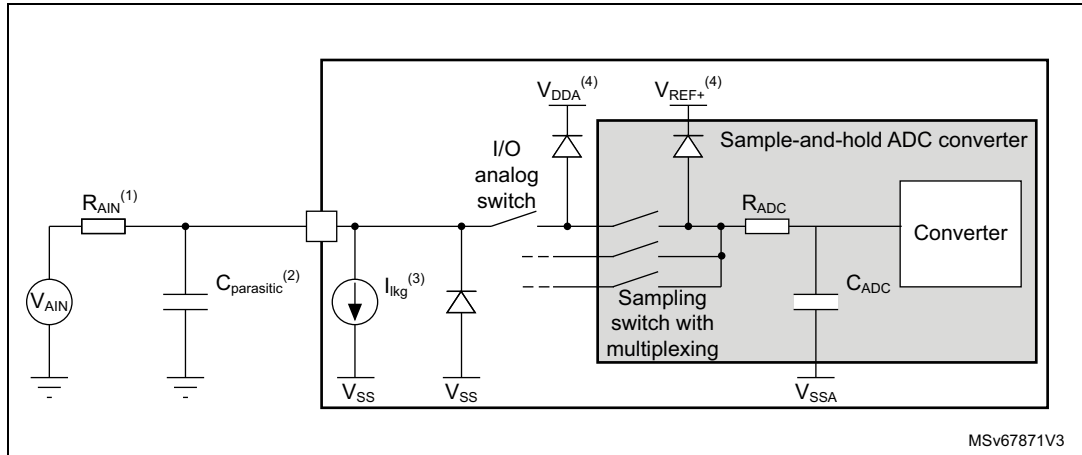 V_DDA^(4)
V_REF+^(4)
Sample-and-hold ADC converter
I/O
analog
switch
R_AIN^(1)
R_ADC
Converter
V_AIN
C_parasitic^(2)
I_lkg^(3)
C_ADC
Sampling
switch with
multiplexing
V_SS
V_SS
V_SSA
MSv67871V3